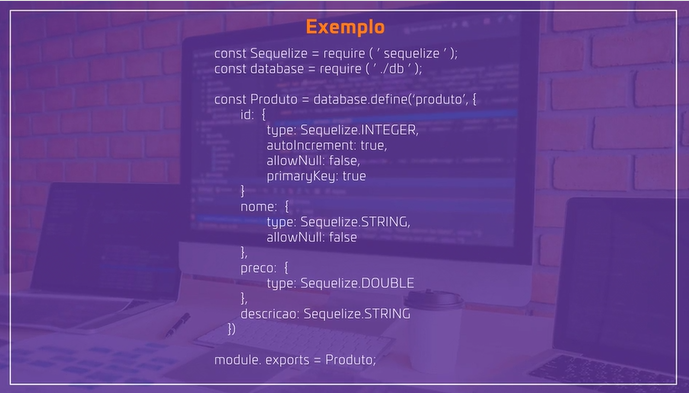 Exemplo
const Sequelize = require ( ’ sequelize ’ );
const database = require ( ’ ./db ’ );
const Produto = database.define(‘produto’, {
id: {
type: Sequelize.INTEGER,
autoIncrement: true,
allowNull: false,
primaryKey: true
}
nome: {
type: Sequelize.STRING,
allowNull: false
},
preco: {
type: Sequelize.DOUBLE
},
descricao: Sequelize.STRING
})
module. exports = Produto;